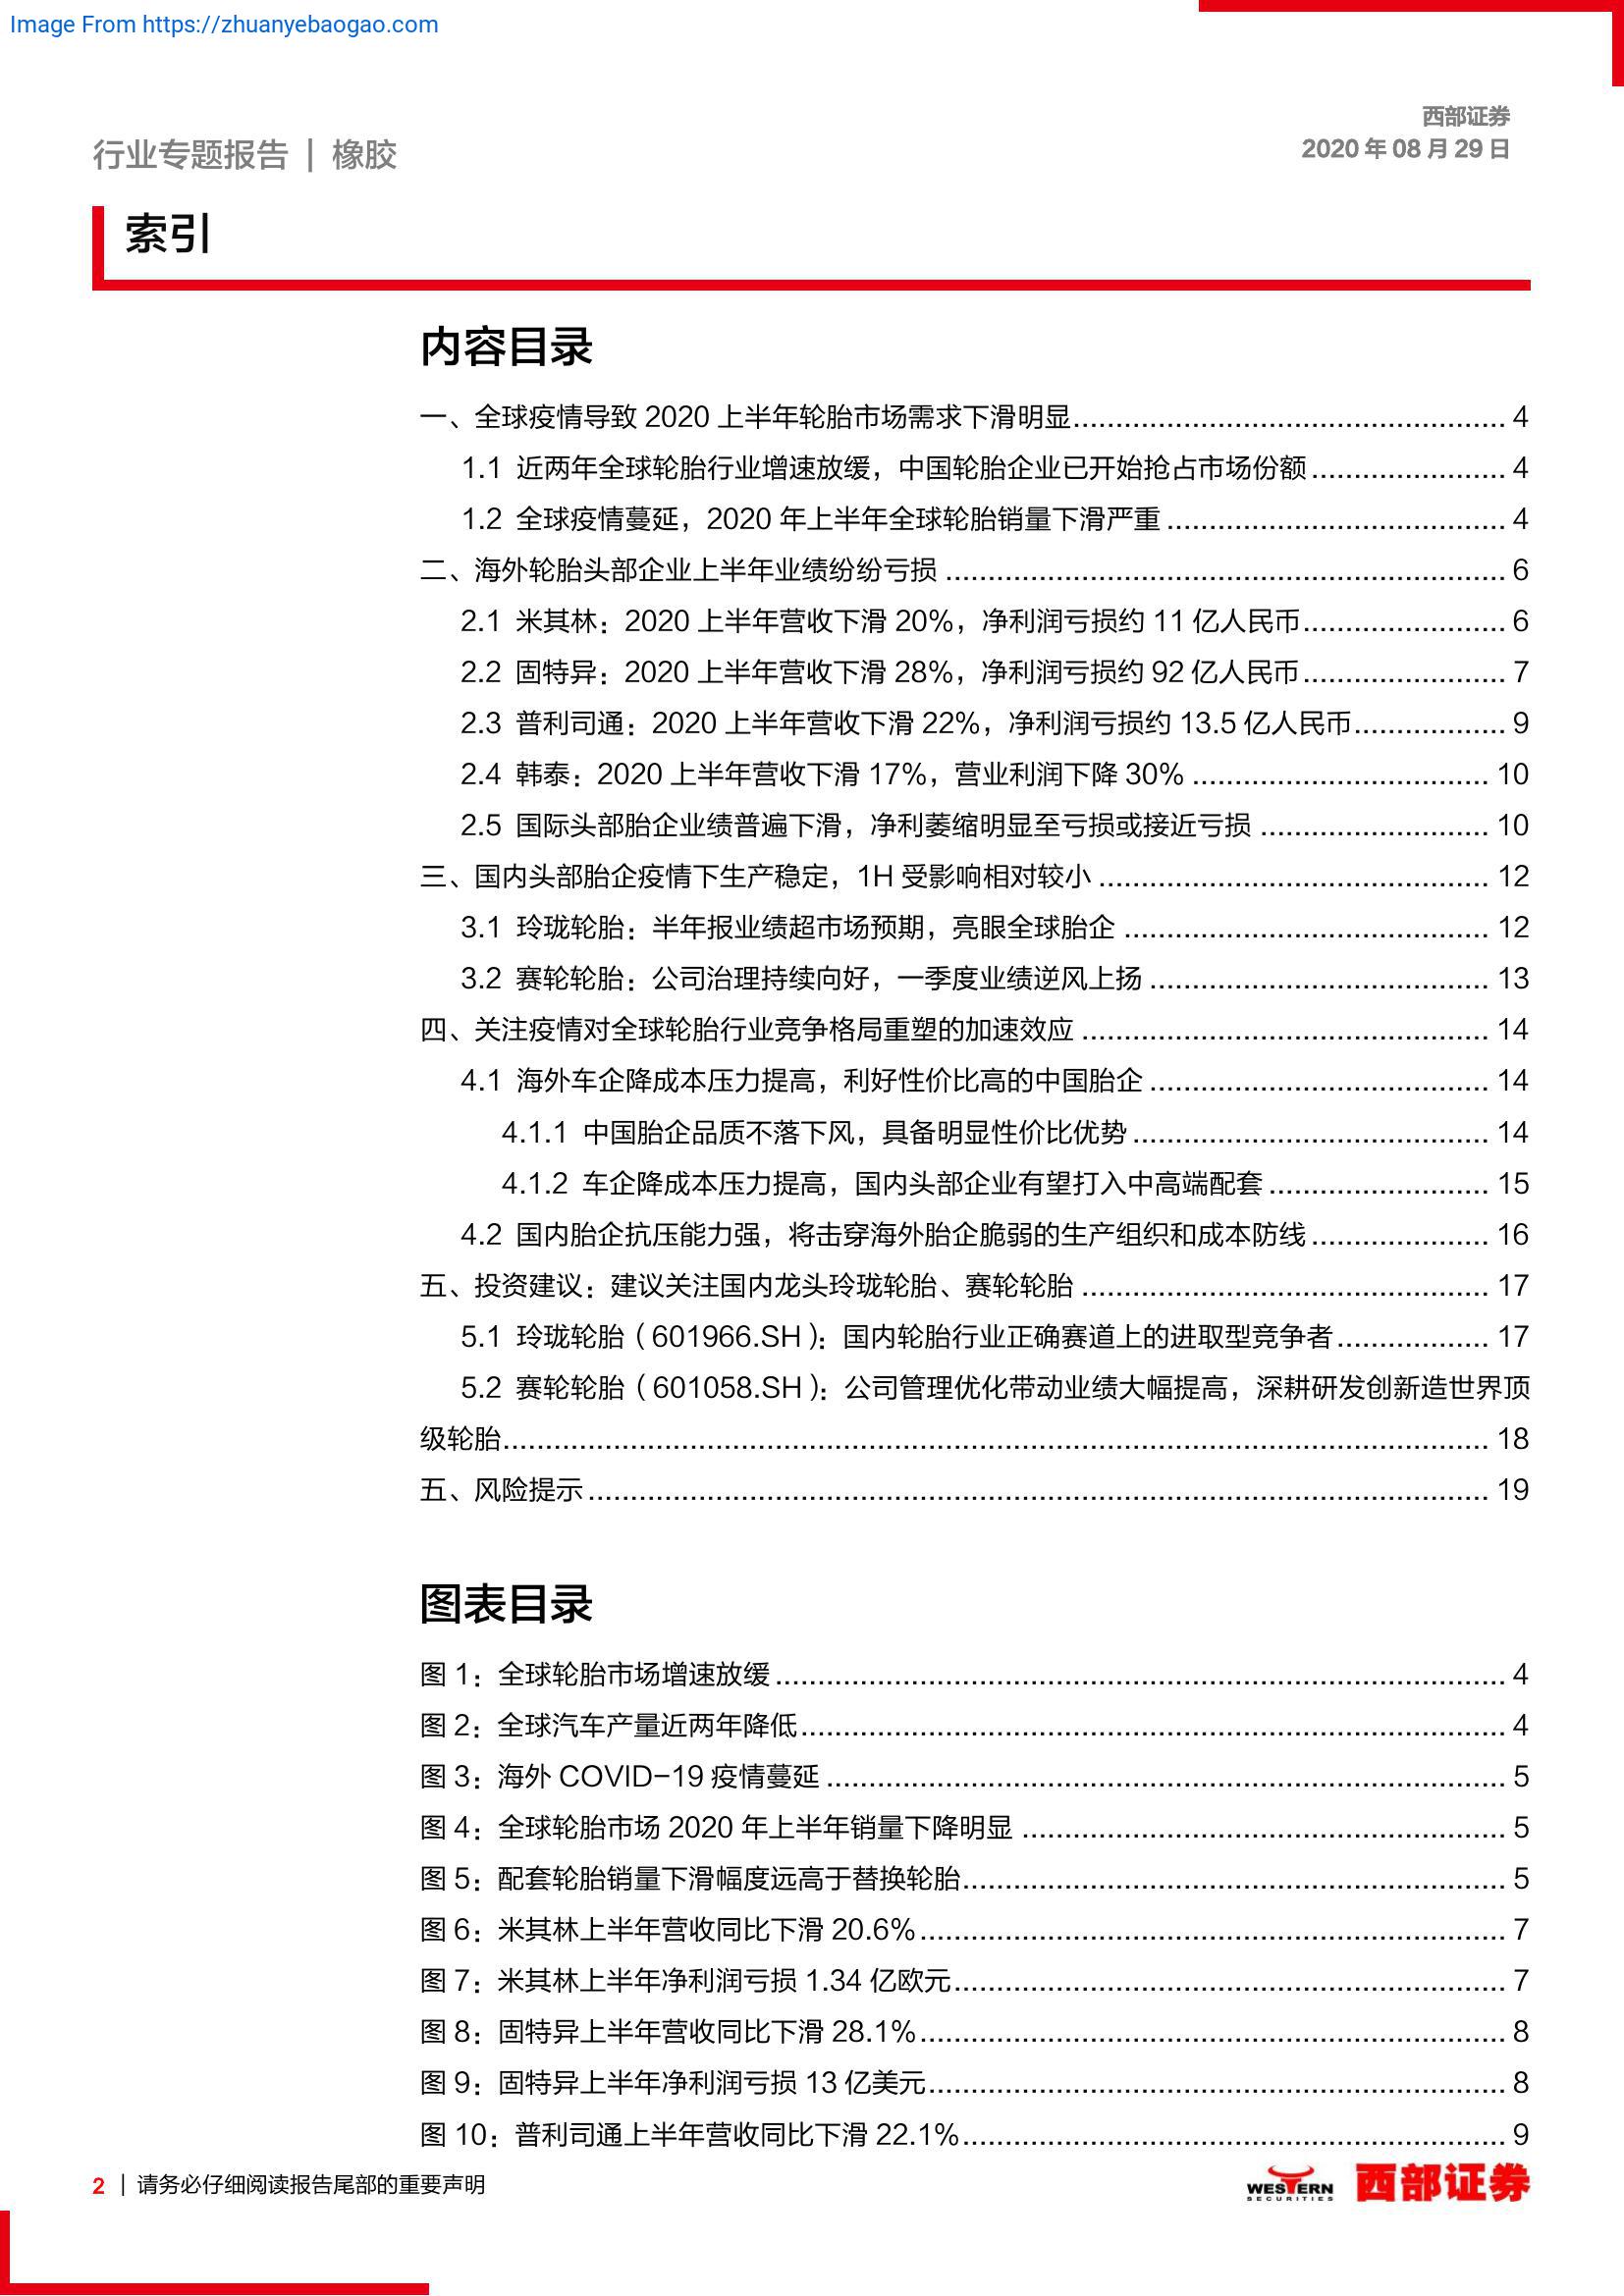 Image From https://zhuanyebaogao.com
西部证券
2020 年 08 月 29 日
行业专题报告 | 橡胶
索引
内容目录
一、全球疫情导致 2020 上半年轮胎市场需求下滑明显.................................................. 4
1.1 近两年全球轮胎行业增速放缓，中国轮胎企业已开始抢占市场份额....................... 4
1.2 全球疫情蔓延，2020 年上半年全球轮胎销量下滑严重........................................ 4
二、海外轮胎头部企业上半年业绩纷纷亏损.................................................................. 6
2.1 米其林：2020 上半年营收下滑 20%，净利润亏损约 11 亿人民币........................ 6
2.2 固特异：2020 上半年营收下滑 28%，净利润亏损约 92 亿人民币........................ 7
2.3 普利司通：2020 上半年营收下滑 22%，净利润亏损约 13.5 亿人民币.................. 9
2.4 韩泰：2020 上半年营收下滑 17%，营业利润下降 30%................................... 10
2.5 国际头部胎企业绩普遍下滑，净利萎缩明显至亏损或接近亏损........................... 10
三、国内头部胎企疫情下生产稳定，1H 受影响相对较小.............................................. 12
3.1 玲珑轮胎：半年报业绩超市场预期，亮眼全球胎企........................................... 12
3.2 赛轮轮胎：公司治理持续向好，一季度业绩逆风上扬........................................ 13
四、关注疫情对全球轮胎行业竞争格局重塑的加速效应................................................ 14
4.1 海外车企降成本压力提高，利好性价比高的中国胎企........................................ 14
4.1.1 中国胎企品质不落下风，具备明显性价比优势.......................................... 14
4.1.2 车企降成本压力提高，国内头部企业有望打入中高端配套.......................... 15
4.2 国内胎企抗压能力强，将击穿海外胎企脆弱的生产组织和成本防线..................... 16
五、投资建议：建议关注国内龙头玲珑轮胎、赛轮轮胎................................................ 17
5.1 玲珑轮胎（601966.SH）：国内轮胎行业正确赛道上的进取型竞争者.................. 17
5.2 赛轮轮胎（601058.SH）：公司管理优化带动业绩大幅提高，深耕研发创新造世界顶
级轮胎.................................................................................................................... 18
五、风险提示.......................................................................................................... 19
图表目录
图 1：全球轮胎市场增速放缓...................................................................................... 4
图 2：全球汽车产量近两年降低................................................................................... 4
图 3：海外 COVID-19 疫情蔓延................................................................................ 5
图 4：全球轮胎市场 2020 年上半年销量下降明显......................................................... 5
图 5：配套轮胎销量下滑幅度远高于替换轮胎................................................................ 5
图 6：米其林上半年营收同比下滑 20.6%..................................................................... 7
图 7：米其林上半年净利润亏损 1.34 亿欧元................................................................. 7
图 8：固特异上半年营收同比下滑 28.1%..................................................................... 8
图 9：固特异上半年净利润亏损 13 亿美元.................................................................... 8
图 10：普利司通上半年营收同比下滑 22.1%................................................................ 9
2 | 请务必仔细阅读报告尾部的重要声明
WESTERN
SECURITIES
西部证券